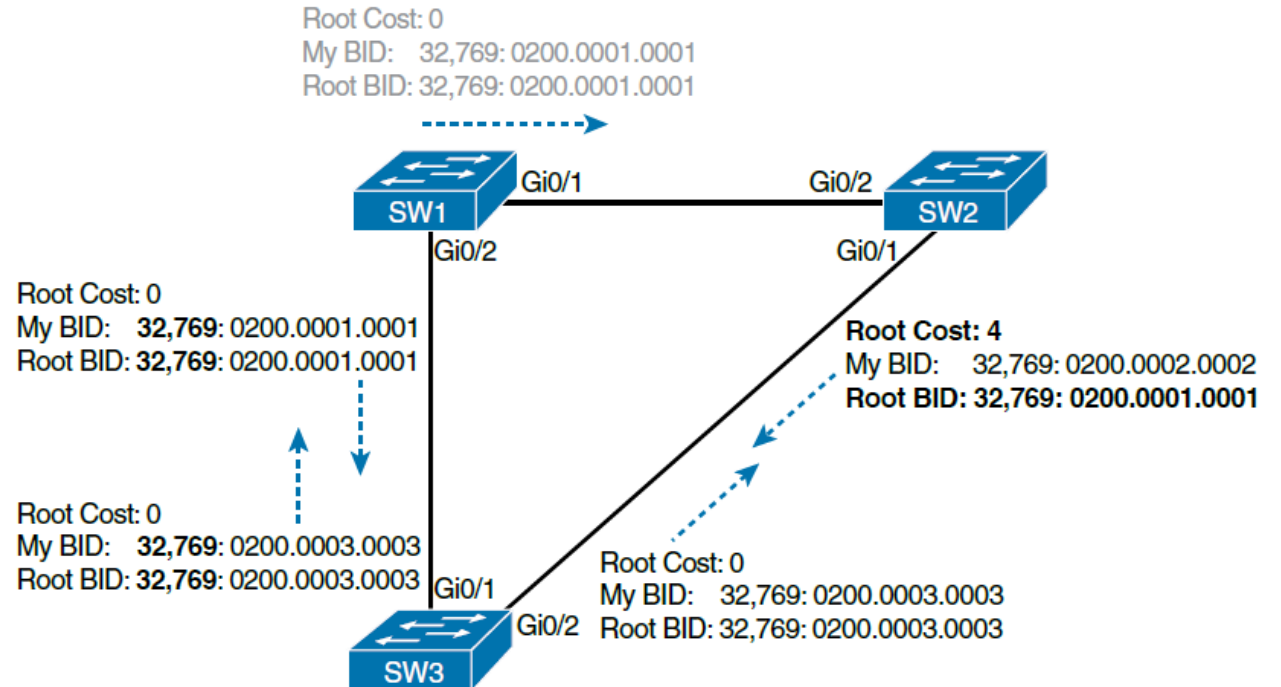 Root Cost: 0
My BID: 32,769: 0200.0001.0001
Root BID: 32,769: 0200.0001.0001
Gi0/1
Gi0/2
SW1
SW2
Gi0/2
Gi0/1
Root Cost: 0
My BID: 32,769: 0200.0001.0001
Root BID: 32,769: 0200.0001.0001
Root Cost: 4
My BID: 32,769: 0200.0002.0002
Root BID: 32,769: 0200.0001.0001
Root Cost: 0
My BID: 32,769: 0200.0003.0003
Root BID: 32,769: 0200.0003.0003
Root Cost: 0
My BID: 32,769: 0200.0003.0003
Root BID: 32,769: 0200.0003.0003
Gi0/1
Gi0/2
SW3